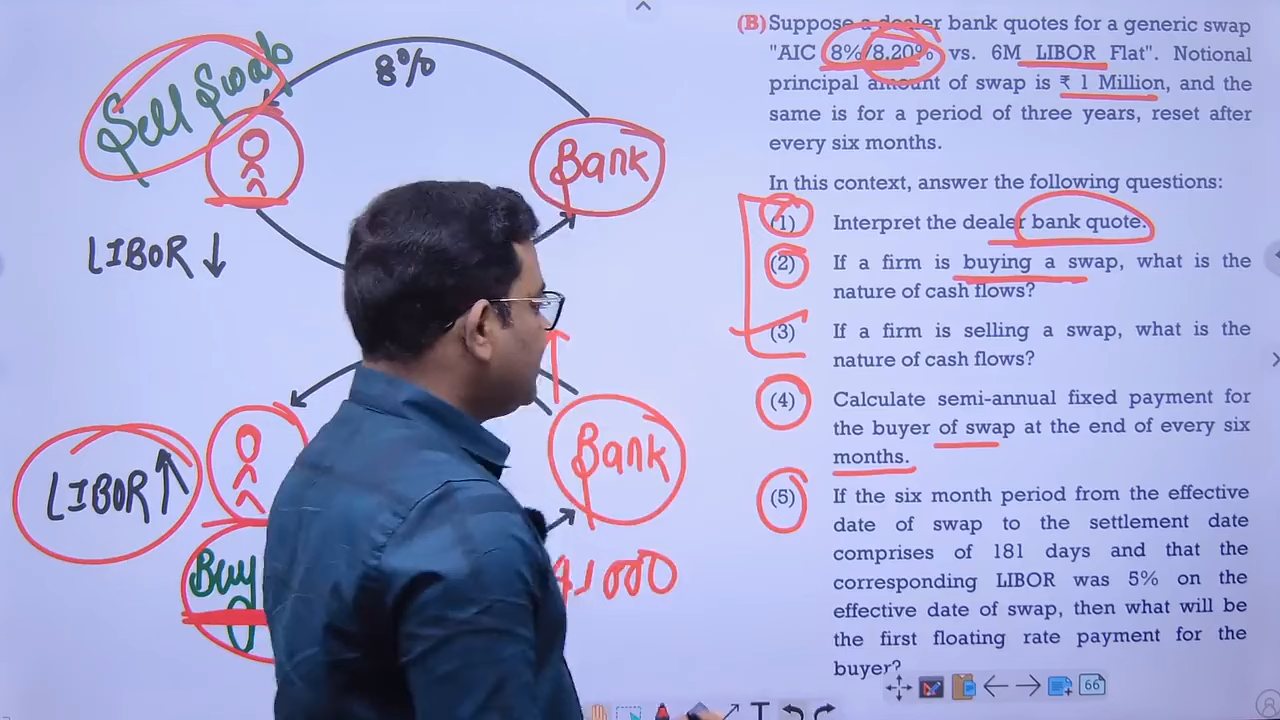 Sell Swap
8%
Bank
LIBOR ↓
LIBOR ↑
Bank
Buy
41000
(B) Suppose a dealer bank quotes for a generic swap
"AIC 8%/8.20% vs. 6M LIBOR Flat". Notional
principal amount of swap is ₹ 1 Million, and the
same is for a period of three years, reset after
every six months.
In this context, answer the following questions:
(1) Interpret the dealer bank quote.
(2) If a firm is buying a swap, what is the
nature of cash flows?
(3) If a firm is selling a swap, what is the
nature of cash flows?
(4) Calculate semi-annual fixed payment for
the buyer of swap at the end of every six
months.
(5) If the six month period from the effective
date of swap to the settlement date
comprises of 181 days and that the
corresponding LIBOR was 5% on the
effective date of swap, then what will be
the first floating rate payment for the
buyer?
T
66